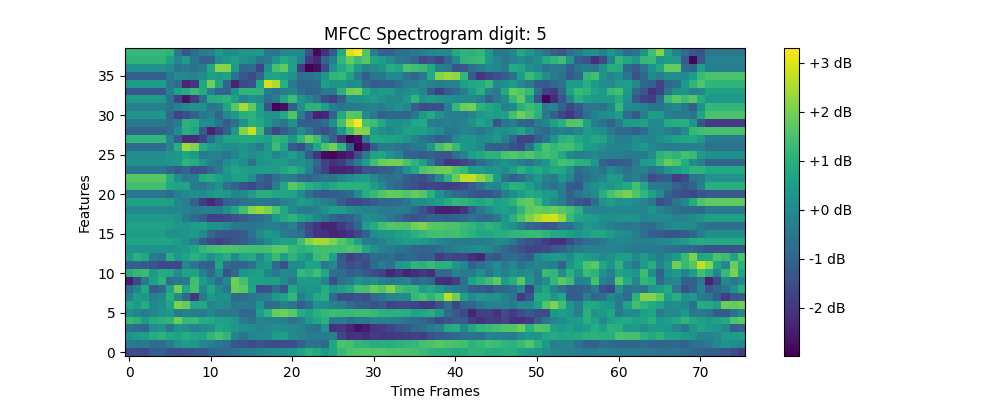 MFCC Spectrogram digit: 5
Features
35
30
25
20
15
10
5
0
0 10 20 30 40 50 60 70
Time Frames
+3 dB
+2 dB
+1 dB
+0 dB
-1 dB
-2 dB